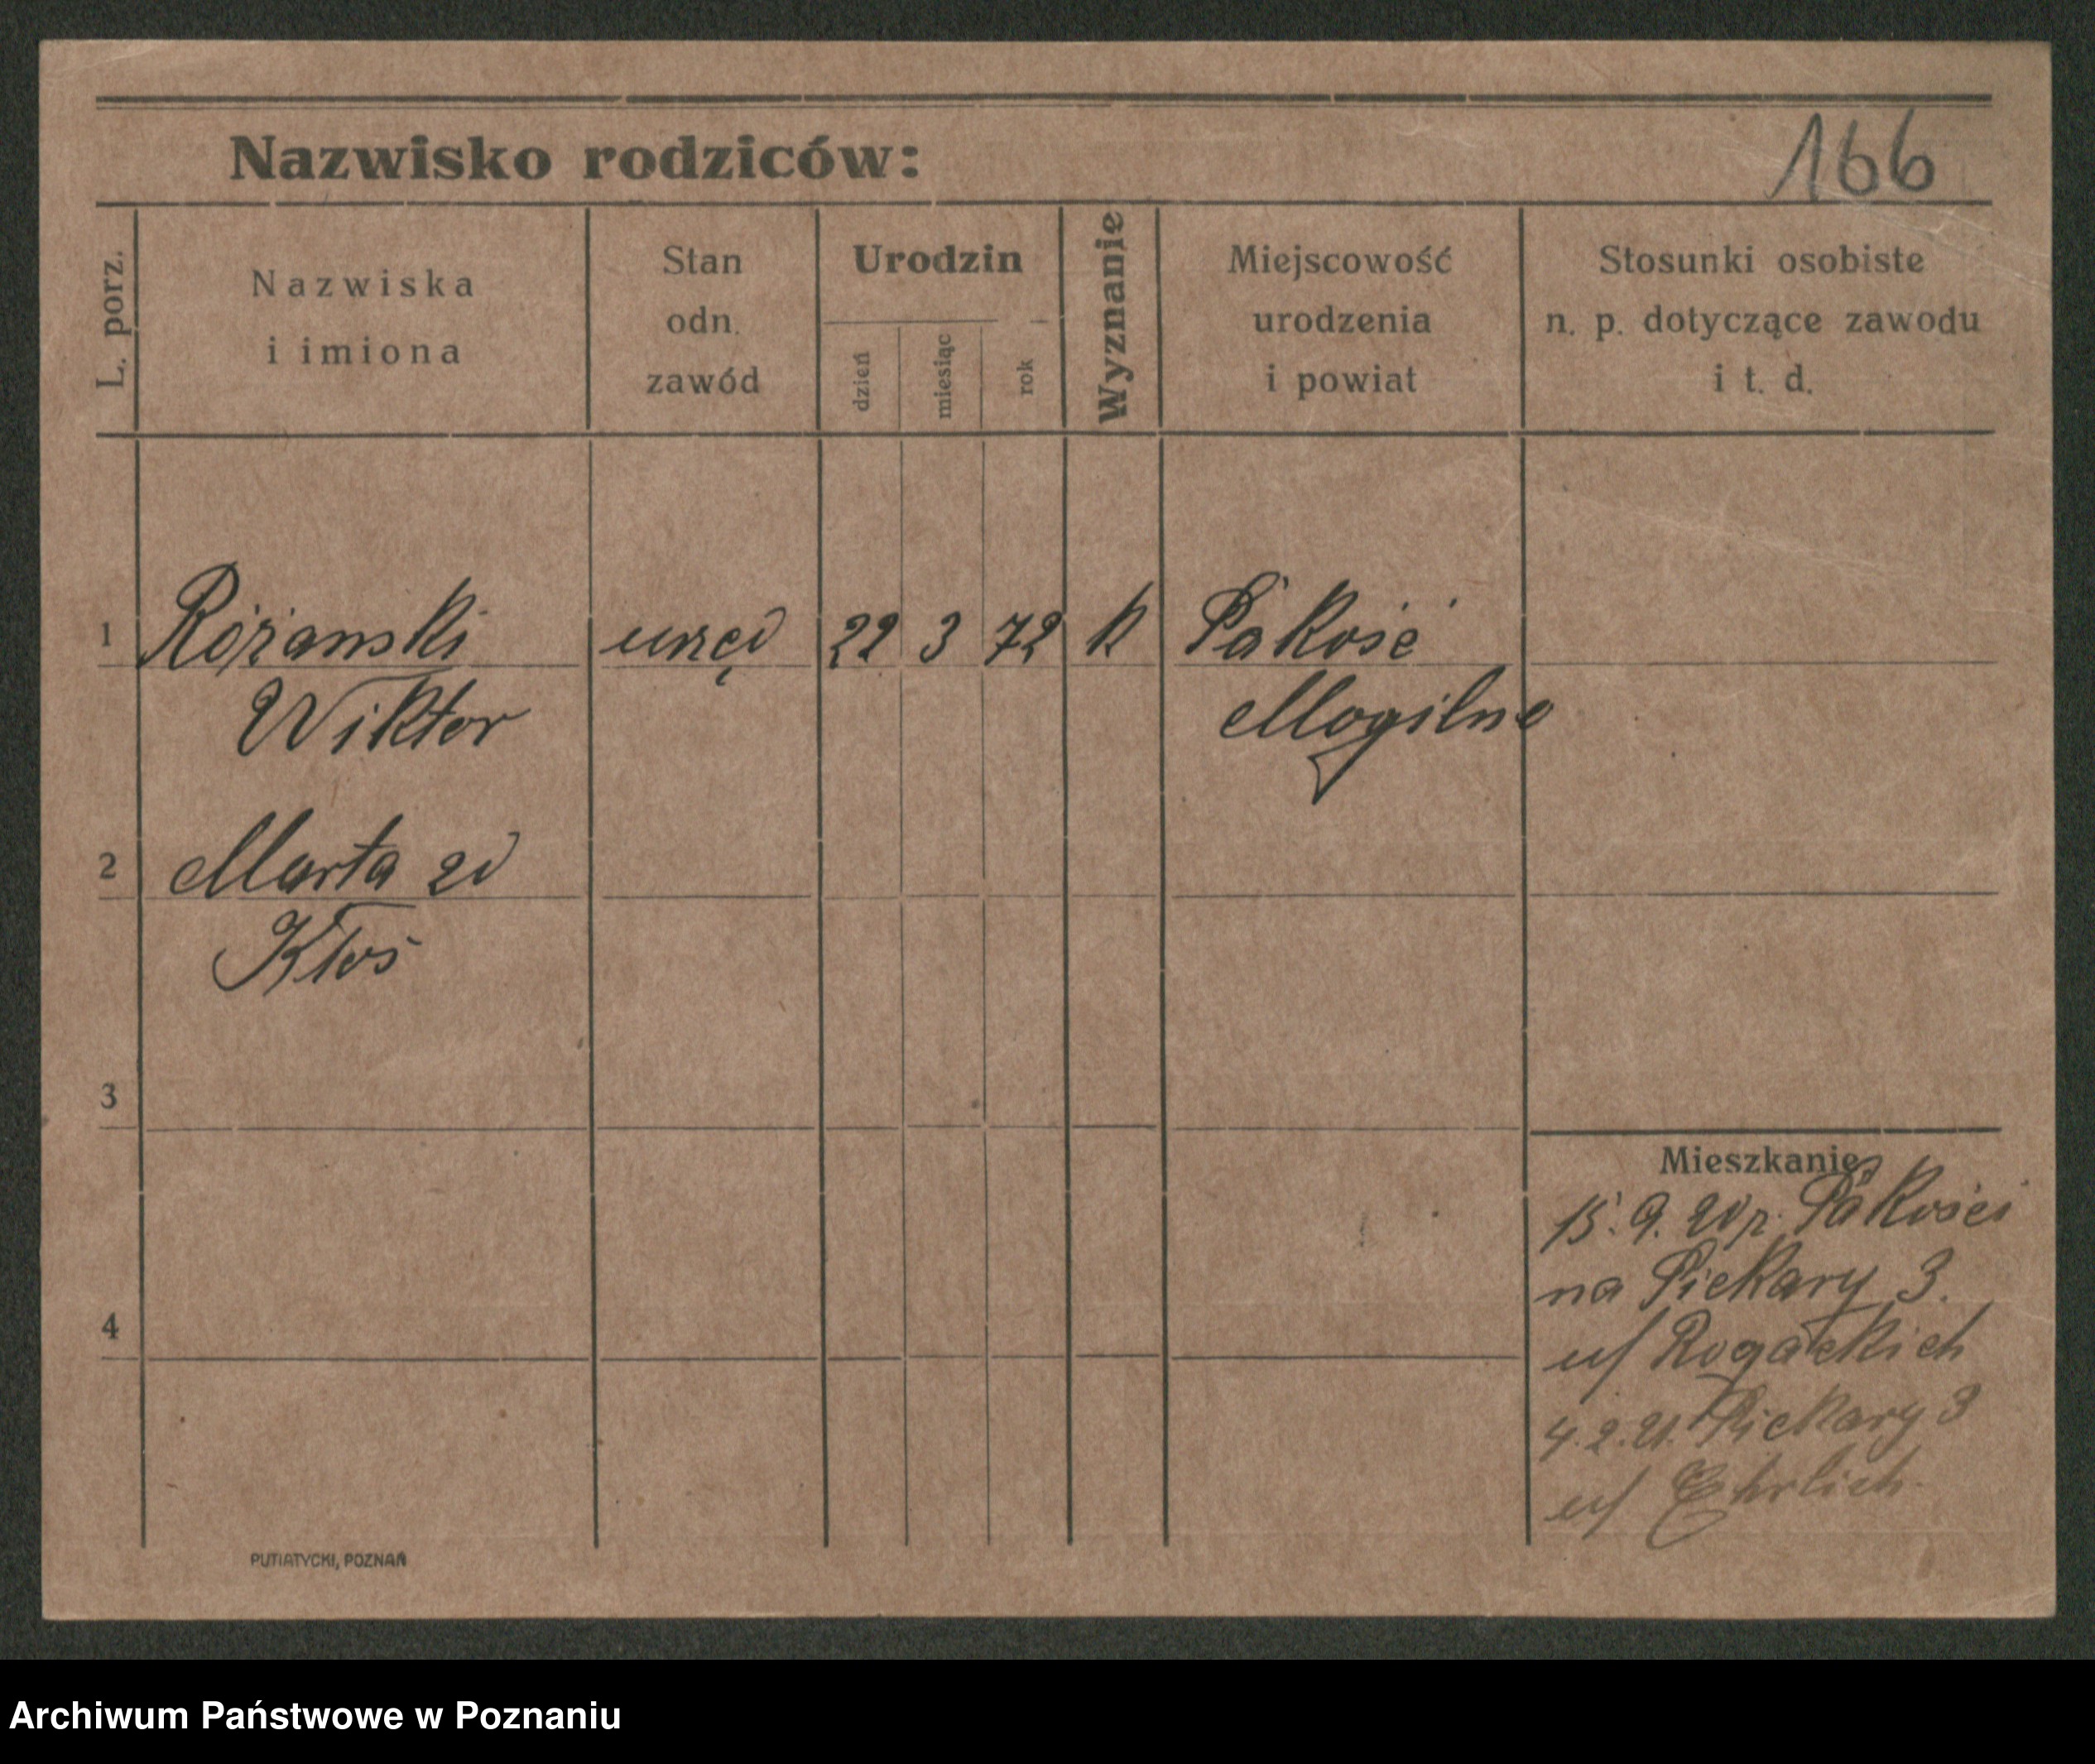 Nazwisko rodziców:
166
L. porz.
Nazwiska
i imiona
Stan
odn.
zawód
Urodzin
dzień
miesiąc
rok
Wyznanie
Miejscowość
urodzenia
i powiat
Stosunki osobiste
n. p. dotyczące zawodu
i t. d.
1 Różanski urzęd 22 3 72 k Pakość
Wiktor Mogilno
2 Marta zd
Kłoś
3
4
Mieszkanie
15.9.20 z Pakości
na Piekary 3.
u/ Rogackich
4.2.21. Piekary 3
u/ Ehrlich.
PUTIATYCKI, POZNAŃ
Archiwum Państwowe w Poznaniu